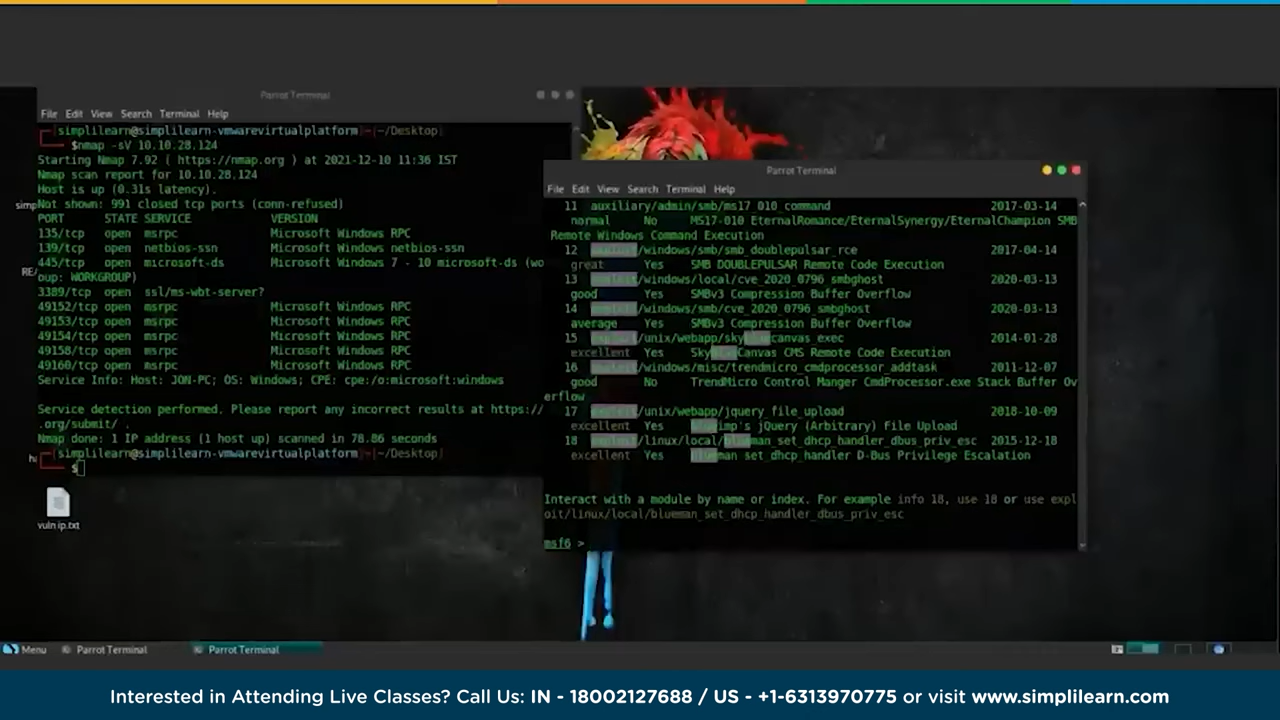 Parrot Terminal
File Edit View Search Terminal Help
[simplilearn@simplilearn-vmwarevirtualplatform]-[~/Desktop]
$nmap -sV 10.10.28.124
Starting Nmap 7.92 ( https://nmap.org ) at 2021-12-10 11:36 IST
Nmap scan report for 10.10.28.124
Host is up (0.31s latency).
Not shown: 991 closed tcp ports (conn-refused)
PORT STATE SERVICE VERSION
135/tcp open msrpc Microsoft Windows RPC
139/tcp open netbios-ssn Microsoft Windows netbios-ssn
445/tcp open microsoft-ds Microsoft Windows 7 - 10 microsoft-ds (wo
oup: WORKGROUP)
3389/tcp open ssl/ms-wbt-server?
49152/tcp open msrpc Microsoft Windows RPC
49153/tcp open msrpc Microsoft Windows RPC
49154/tcp open msrpc Microsoft Windows RPC
49158/tcp open msrpc Microsoft Windows RPC
49160/tcp open msrpc Microsoft Windows RPC
Service Info: Host: JON-PC; OS: Windows; CPE: cpe:/o:microsoft:windows
Service detection performed. Please report any incorrect results at https://
.org/submit/ .
Nmap done: 1 IP address (1 host up) scanned in 78.86 seconds
[simplilearn@simplilearn-vmwarevirtualplatform]-[~/Desktop]
$
simp
REA
vuln ip.txt
Parrot Terminal
File Edit View Search Terminal Help
11 auxiliary/admin/smb/ms17_010_command 2017-03-14
normal No MS17-010 EternalRomance/EternalSynergy/EternalChampion SMB
Remote Windows Command Execution
12 exploit/windows/smb/smb_doublepulsar_rce 2017-04-14
great Yes SMB DOUBLEPULSAR Remote Code Execution
13 exploit/windows/local/cve_2020_0796_smbghost 2020-03-13
good Yes SMBv3 Compression Buffer Overflow
14 exploit/windows/smb/cve_2020_0796_smbghost 2020-03-13
average Yes SMBv3 Compression Buffer Overflow
15 exploit/unix/webapp/skybluecanvas_exec 2014-01-28
excellent Yes SkyBlueCanvas CMS Remote Code Execution
16 exploit/windows/misc/trendmicro_cmdprocessor_addtask 2011-12-07
good No TrendMicro Control Manger CmdProcessor.exe Stack Buffer Ov
erflow
17 exploit/unix/webapp/jquery_file_upload 2018-10-09
excellent Yes blueimp's jQuery (Arbitrary) File Upload
18 exploit/linux/local/blueman_set_dhcp_handler_dbus_priv_esc 2015-12-18
excellent Yes blueman set_dhcp_handler D-Bus Privilege Escalation
Interact with a module by name or index. For example info 18, use 18 or use expl
oit/linux/local/blueman_set_dhcp_handler_dbus_priv_esc
msf6 >
Menu Parrot Terminal Parrot Terminal
Interested in Attending Live Classes? Call Us: IN - 18002127688 / US - +1-6313970775 or visit www.simplilearn.com